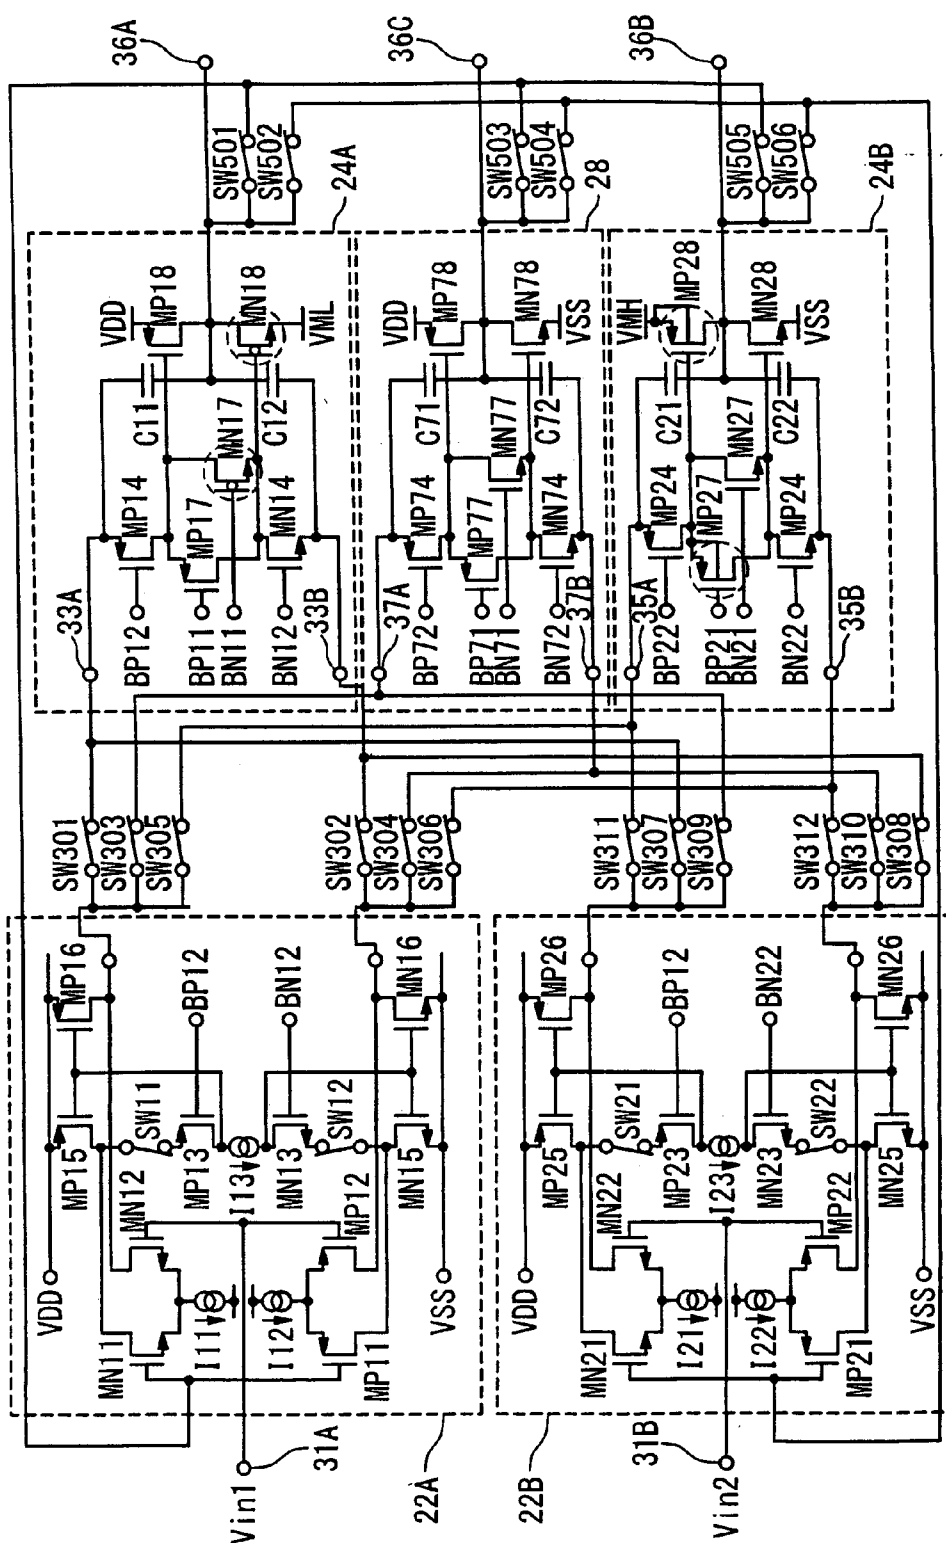 36A
36C
36B
SW501
SW502
SW503
SW504
SW505
SW506
24A
28
24B
VDD
MP18
MN18
VML
C11
C12
MN17
MP14
MP17
MN14
33A
BP12
BP11
BN11
BN12
33B
VDD
MP78
MN78
VSS
C71
C72
MN77
MP74
MP77
MN74
37A
BP72
BP71
BN71
BN72
37B
VMH
MP28
MN28
VSS
C21
C22
MN27
MP24
MP27
MP24
35A
BP22
BP21
BN21
BN22
35B
SW301
SW303
SW305
SW302
SW304
SW306
SW311
SW307
SW309
SW312
SW310
SW308
MP16
BP12
BN12
MN16
MP15
SW11
MP13
I13
MN13
SW12
MN15
MN12
MP12
VDD
I11
I12
VSS
MN11
MP11
MP26
BP12
BN22
MN26
MP25
SW21
MP23
I23
MN23
SW22
MN25
MN22
MP22
VDD
I21
I22
VSS
MN21
MP21
Vin1
31A
22A
22B
Vin2
31B